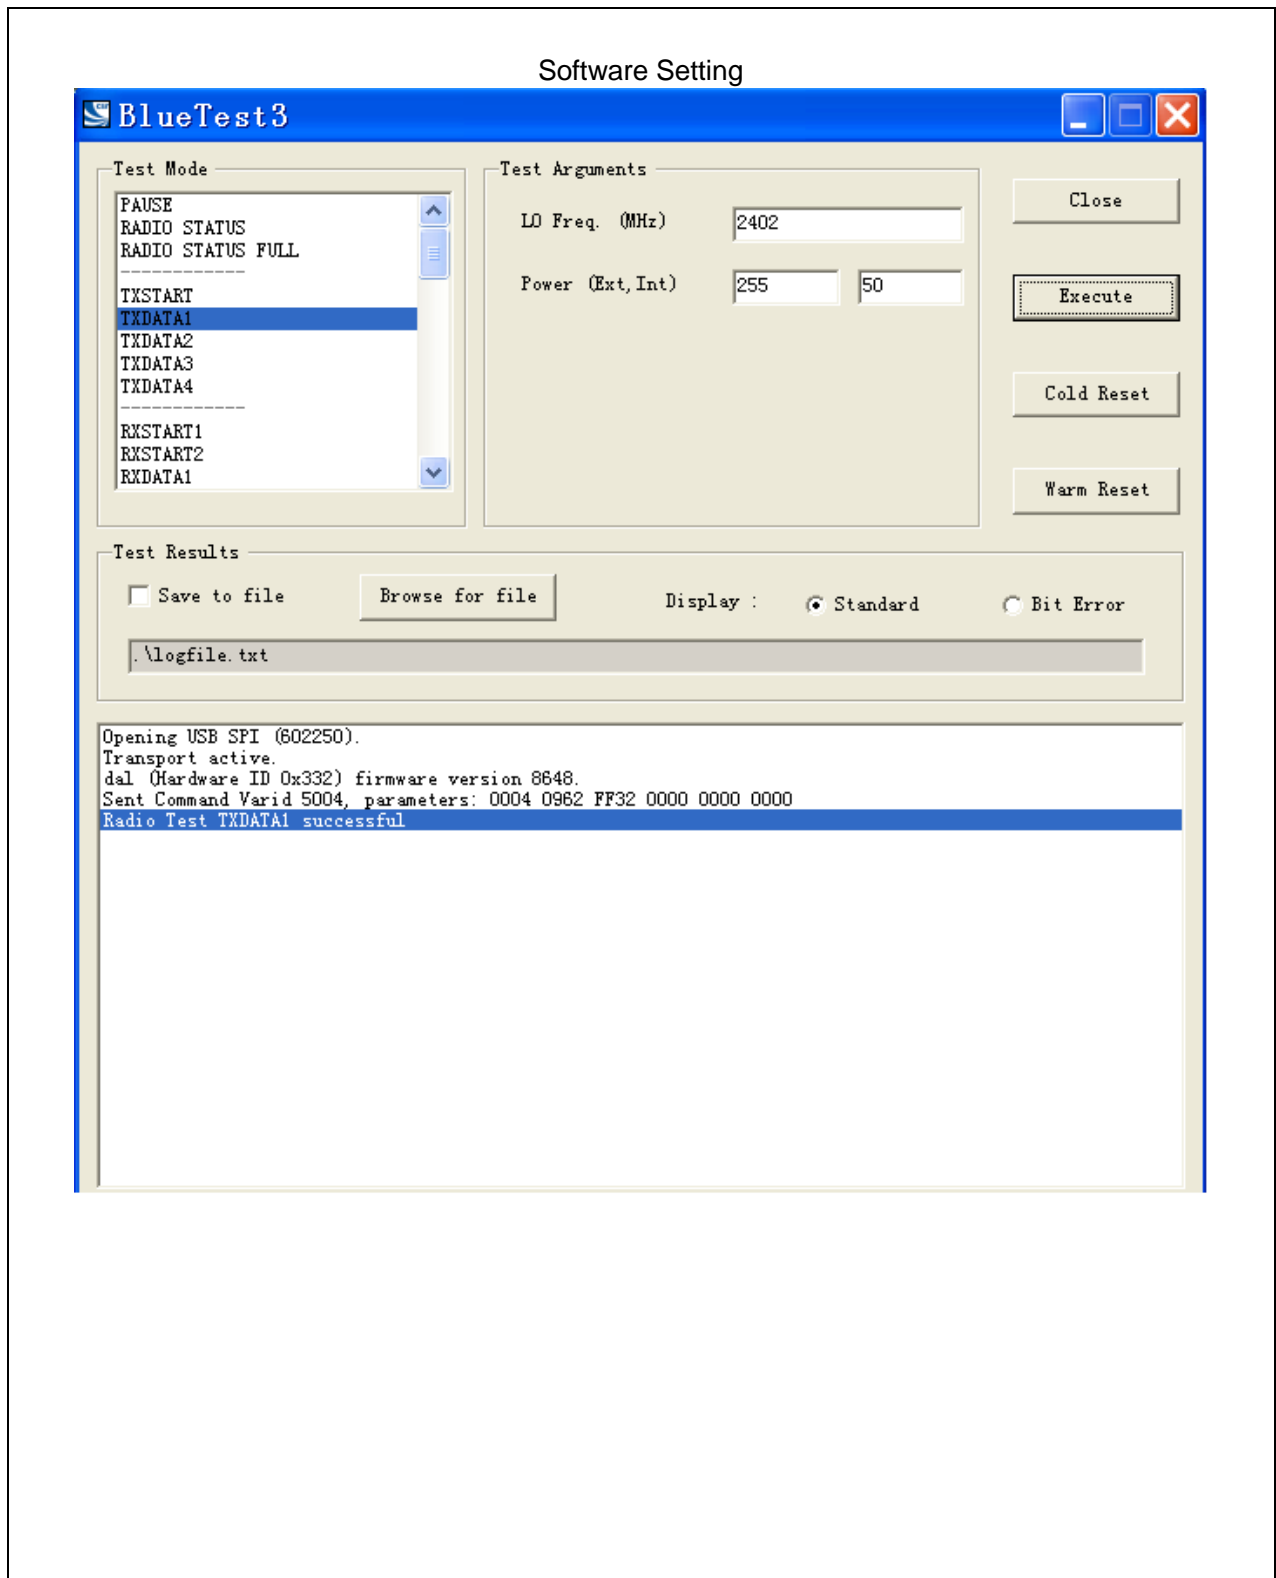 Software Setting
BlueTest3
Test Mode
PAUSE
RADIO STATUS
RADIO STATUS FULL
------------
TXSTART
TXDATA1
TXDATA2
TXDATA3
TXDATA4
------------
RXSTART1
RXSTART2
RXDATA1
Test Arguments
LO Freq. (MHz) 2402
Power (Ext,Int) 255 50
Close
Execute
Cold Reset
Warm Reset
Test Results
Save to file Browse for file Display : Standard Bit Error
.\logfile.txt
Opening USB SPI (602250).
Transport active.
dal (Hardware ID 0x332) firmware version 8648.
Sent Command Varid 5004, parameters: 0004 0962 FF32 0000 0000 0000
Radio Test TXDATA1 successful